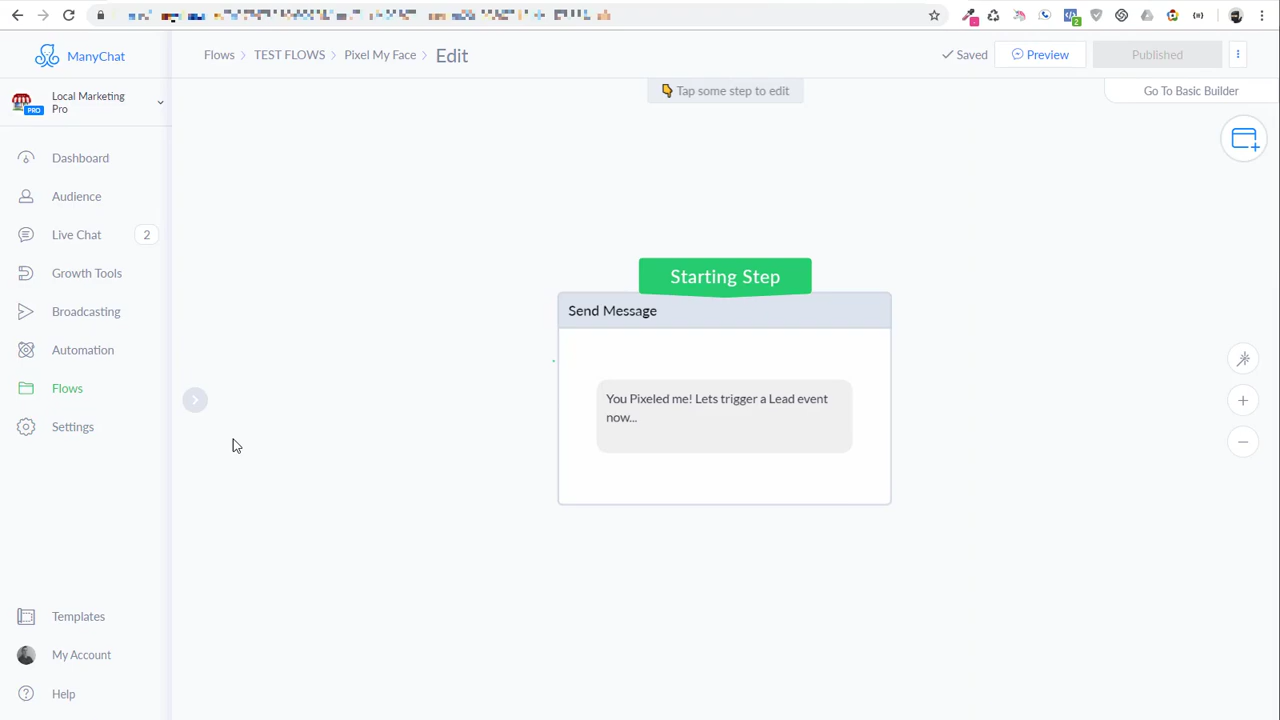 Flows > TEST FLOWS > Pixel My Face > Edit
Saved
Preview
Published
ManyChat
Tap some step to edit
Go To Basic Builder
Local Marketing
Pro
PRO
Dashboard
Audience
Live Chat 2
Growth Tools
Broadcasting
Automation
Flows
Settings
Templates
My Account
Help
Starting Step
Send Message
You Pixeled me! Lets trigger a Lead event
now...
2